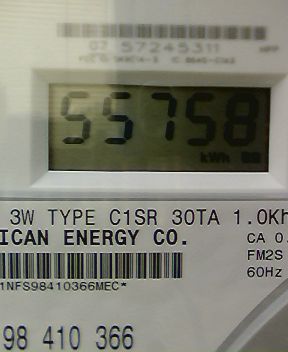 07 57245311
55758
kWh
3W TYPE C1SR 30TA 1.0Kh
ICAN ENERGY CO.
CA 0.
FM2S
60Hz
1NFS98410366MEC*
98 410 366